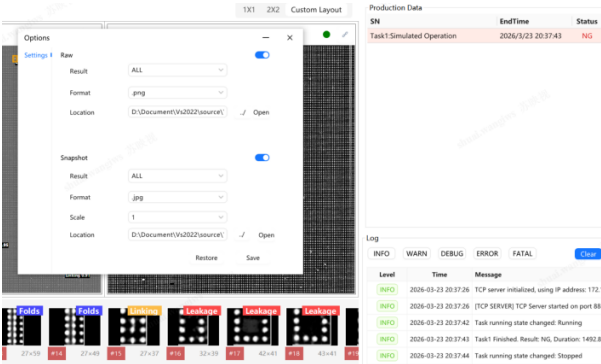 1X1 2X2 Custom Layout
Options
Settings
Raw
Result ALL
Format .png
Location D:\Document\Vs2022\source\ ../ Open
Snapshot
Result ALL
Format .jpg
Scale 1
Location D:\Document\Vs2022\source\ ../ Open
Restore Save
Folds
27×59
Folds
#14 27×49
Linking
#15 27×37
Leakage
#16 32×39
Leakage
#17 42×41
Leakage
#18 43×41
#19
Production Data
SN EndTime Status
Task1:Simulated Operation 2026/3/23 20:37:43 NG
Log
INFO WARN DEBUG ERROR FATAL Clear
Level Time Message
INFO 2026-03-23 20:37:26 TCP server initialized, using IP address: 172.
INFO 2026-03-23 20:37:26 [TCP SERVER] TCP Server started on port 88
INFO 2026-03-23 20:37:42 Task running state changed: Running
INFO 2026-03-23 20:37:43 Task1 Finished. Result: NG, Duration: 1492.8
INFO 2026-03-23 20:37:44 Task running state changed: Stopped